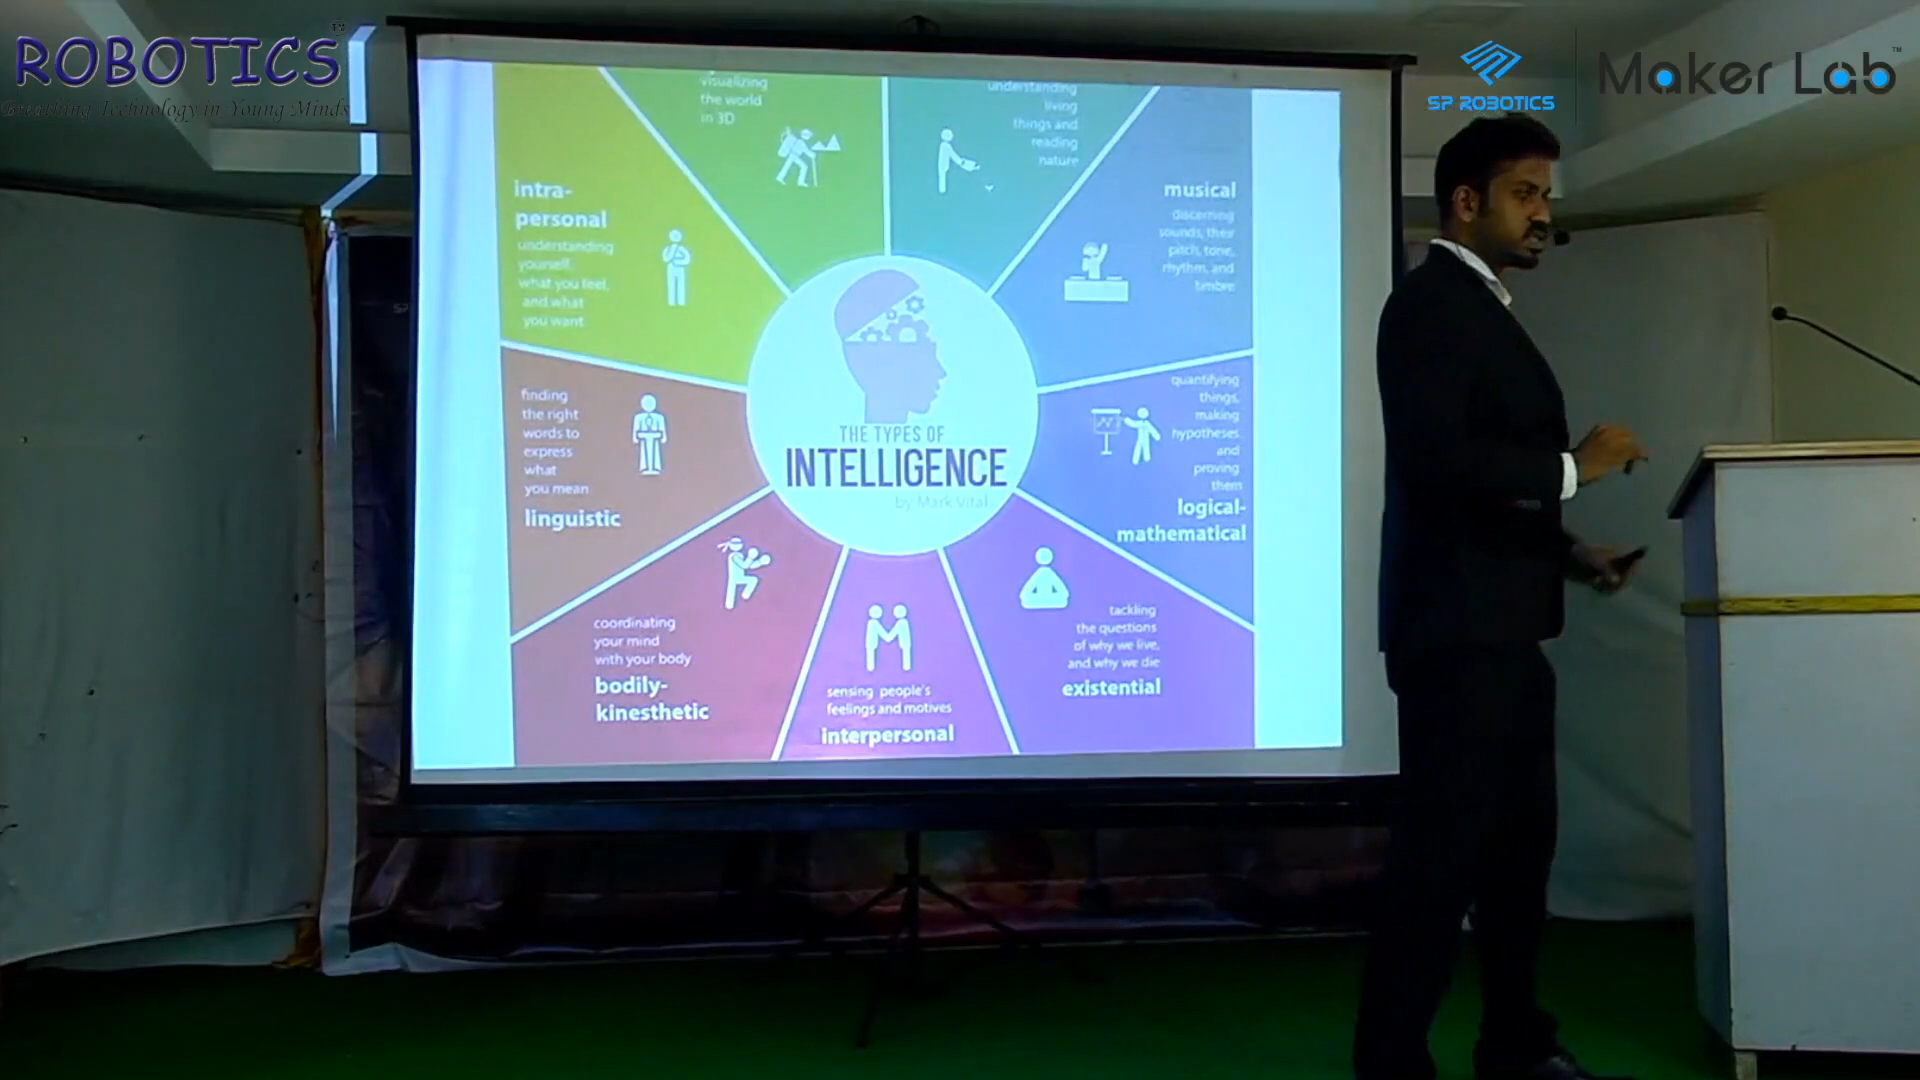 ROBOTICS
Breathing Technology in Young Minds
SP ROBOTICS
Maker Lab™
visualizing
the world
in 3D
understanding
living
things and
reading
nature
intra-
personal
understanding
yourself,
what you feel,
and what
you want
musical
discerning
sounds, their
pitch, tone,
rhythm, and
timbre
finding
the right
words to
express
what
you mean
linguistic
THE TYPES OF
INTELLIGENCE
by Mark Vital
quantifying
things,
making
hypotheses
and
proving
them
logical-
mathematical
coordinating
your mind
with your body
bodily-
kinesthetic
sensing people's
feelings and motives
interpersonal
tackling
the questions
of why we live,
and why we die
existential